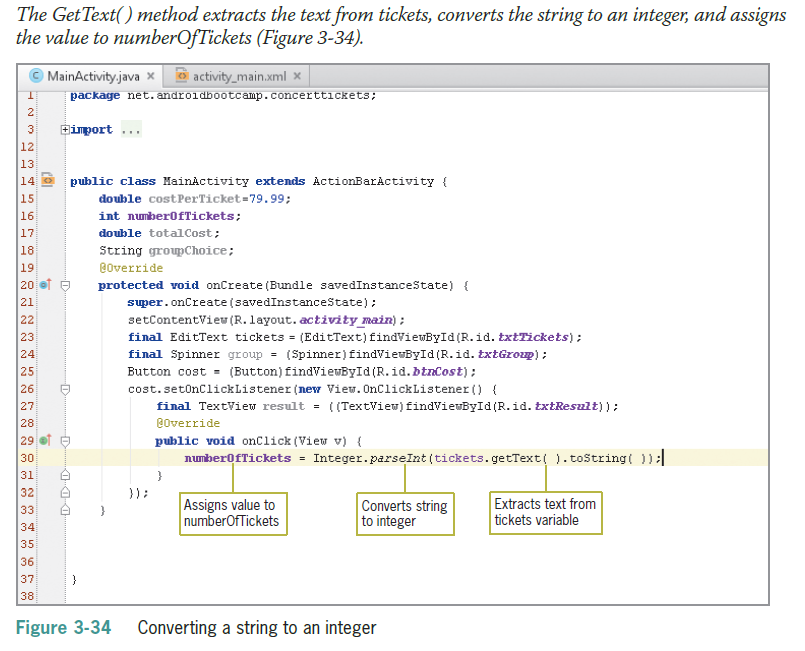 The GetText( ) method extracts the text from tickets, converts the string to an integer, and assigns
the value to numberOfTickets (Figure 3-34).
MainActivity.java × activity_main.xml ×
1 package net.androidbootcamp.concerttickets;
2
3 import ...
12
13
14 public class MainActivity extends ActionBarActivity {
15 double costPerTicket=79.99;
16 int numberOfTickets;
17 double totalCost;
18 String groupChoice;
19 @Override
20 protected void onCreate(Bundle savedInstanceState) {
21 super.onCreate(savedInstanceState);
22 setContentView(R.layout.activity_main);
23 final EditText tickets = (EditText)findViewById(R.id.txtTickets);
24 final Spinner group = (Spinner)findViewById(R.id.txtGroup);
25 Button cost = (Button)findViewById(R.id.btnCost);
26 cost.setOnClickListener(new View.OnClickListener() {
27 final TextView result = ((TextView)findViewById(R.id.txtResult));
28 @Override
29 public void onClick(View v) {
30 numberOfTickets = Integer.parseInt(tickets.getText( ).toString( ));
31 }
32 });
33 }
34
35
36
37 }
38
Assigns value to
numberOfTickets
Converts string
to integer
Extracts text from
tickets variable
Figure 3-34 Converting a string to an integer